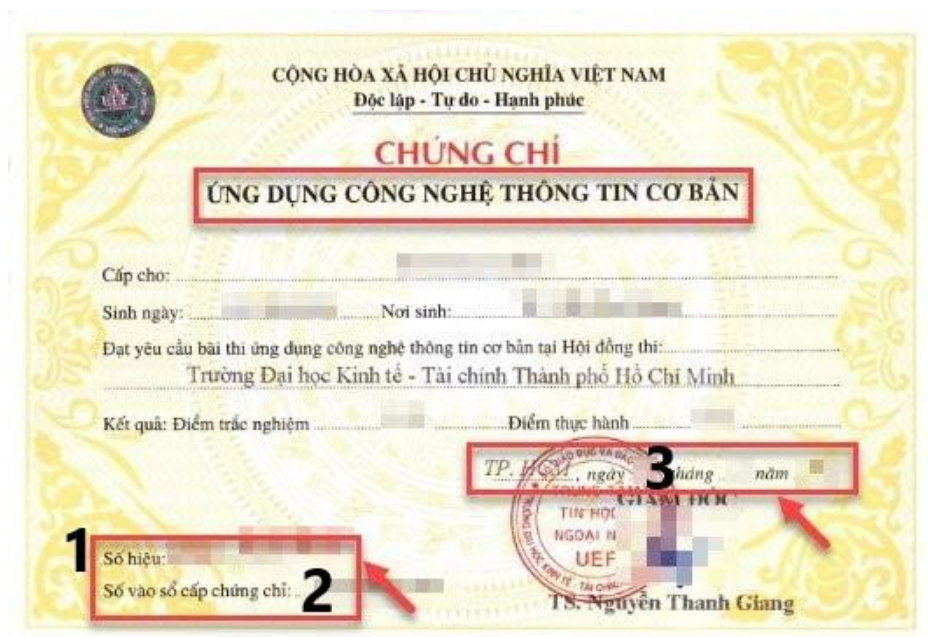 CỘNG HÒA XÃ HỘI CHỦ NGHĨA VIỆT NAM
Độc lập - Tự do - Hạnh phúc
CHỨNG CHỈ
ỨNG DỤNG CÔNG NGHỆ THÔNG TIN CƠ BẢN
Cấp cho:
Sinh ngày: Nơi sinh:
Đạt yêu cầu bài thi ứng dụng công nghệ thông tin cơ bản tại Hội đồng thi:
Trường Đại học Kinh tế - Tài chính Thành phố Hồ Chí Minh
Kết quả: Điểm trắc nghiệm Điểm thực hành
TP. HCM, ngày 3 tháng năm
GIÁM ĐỐC
TIN HỌC
NGOẠI N
UEF
1
Số hiệu:
Số vào sổ cấp chứng chỉ: 2
TS. Nguyễn Thanh Giang